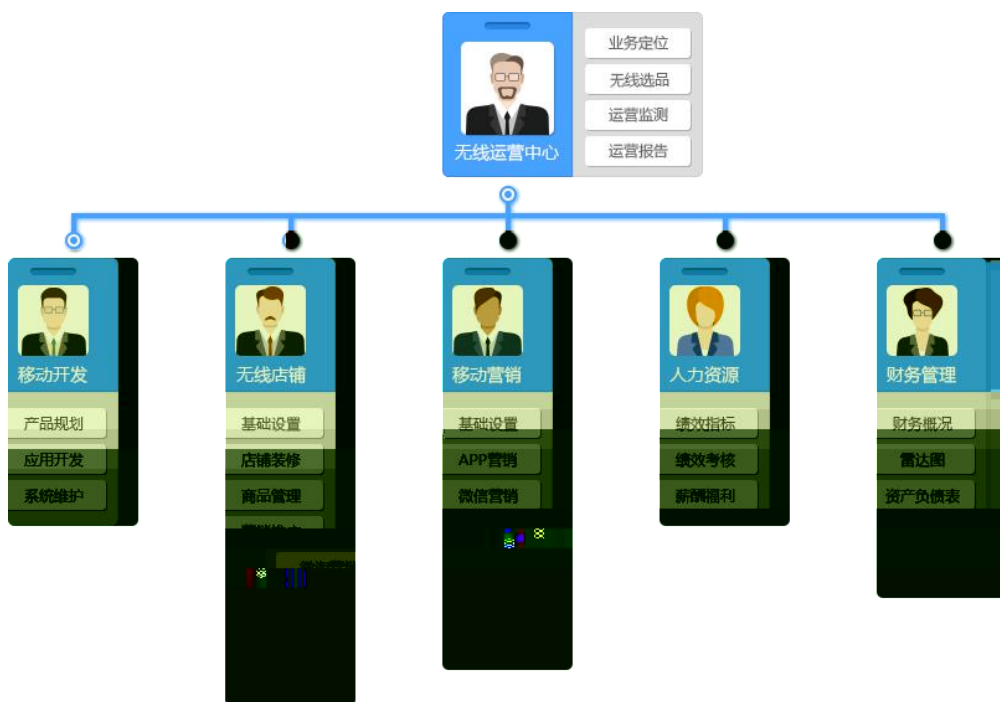 业务定位
无线选品
运营监测
运营报告
无线运营中心
移动开发
产品规划
应用开发
系统维护
无线店铺
基础设置
店铺装修
商品管理
移动营销
基础设置
APP营销
微信营销
人力资源
绩效指标
绩效考核
薪酬福利
财务管理
财务概况
雷达图
资产负债表